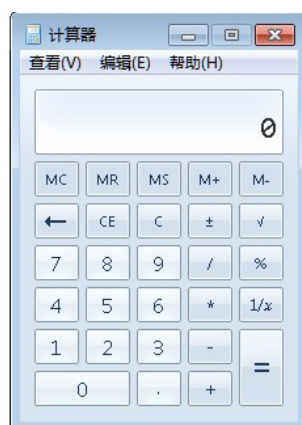 计算器
查看(V) 编辑(E) 帮助(H)
0
MC MR MS M+ M-
← CE C ± √
7 8 9 / %
4 5 6 * 1/x
1 2 3 - =
0 . +